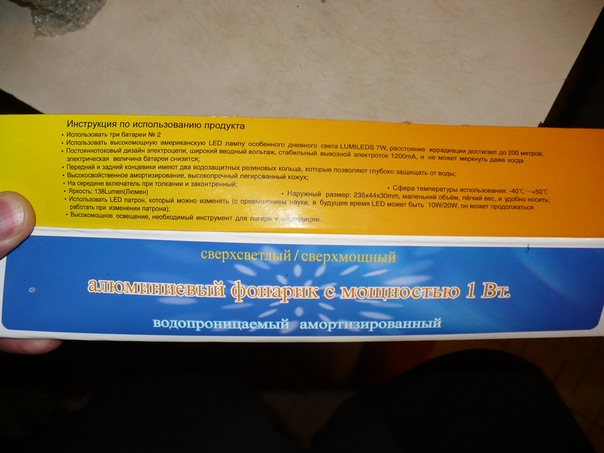 Инструкция по использованию продукта
• Использовать три батареи № 2
• Использовать высокомощную американскую LED лампу особенного дневного света LUMILEDS 7W, расстояние иррадиации достигает до 200 метров;
• Постояннотоковый дизайн электроцепи, широкий вводный вольтаж, стабильный вывозной электроток 1200mA, и не может меркнуть даже когда
электрическая величина батареи снизится;
• Передний и задний концевики имеют два водозащитных резиновых кольца, которые позволяют глубоко защищать от воды;
• Высокосвойственное амортизирование, высокопрочный легированный кожух;
• На середине включатель при толкании и законтренный; • Сфера температуры использования: -40℃～+50℃
• Яркость: 138Lumen(Люмен) • Наружный размер: 235x44x30mm, маленький объём, лёгкий вес, и удобно носить;
• Использовать LED патрон, который можно изменять (с превышением науки, в будущее время LED может быть 10W/20W, он может продолжаться
работать при изменении патрона);
• Высокомощное освещение, необходимый инструмент для лагеря и экспедиции.
сверхсветлый/сверхмощный
алюминиевый фонарик с мощностью 1 Вт.
водопроницаемый амортизированный